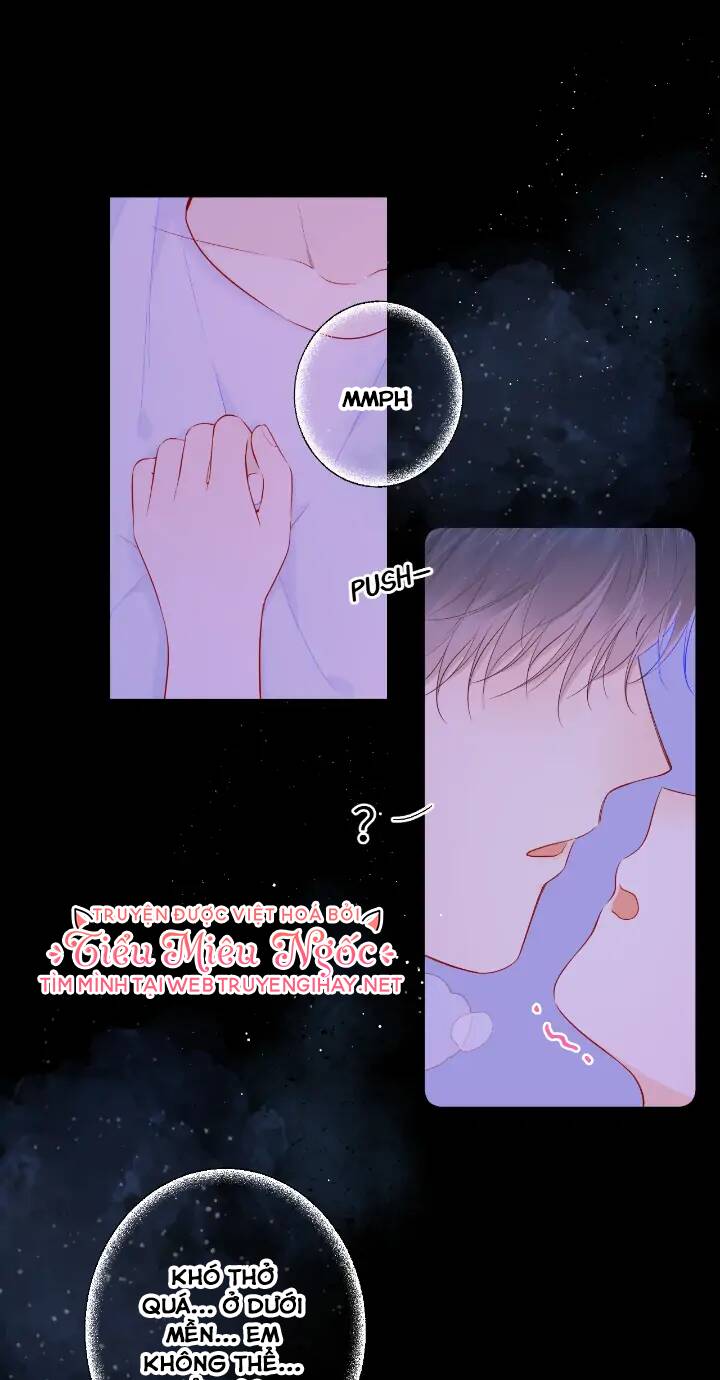 MMPH
PUSH—
?
TRUYỆN ĐƯỢC VIỆT HOÁ BỞI
TIỂU MIÊU NGỐC
TÌM MÌNH TẠI WEB TRUYENGIHAY.NET
KHÓ THỞ
QUÁ... Ở DƯỚI
MỀN... EM
KHÔNG THỂ...